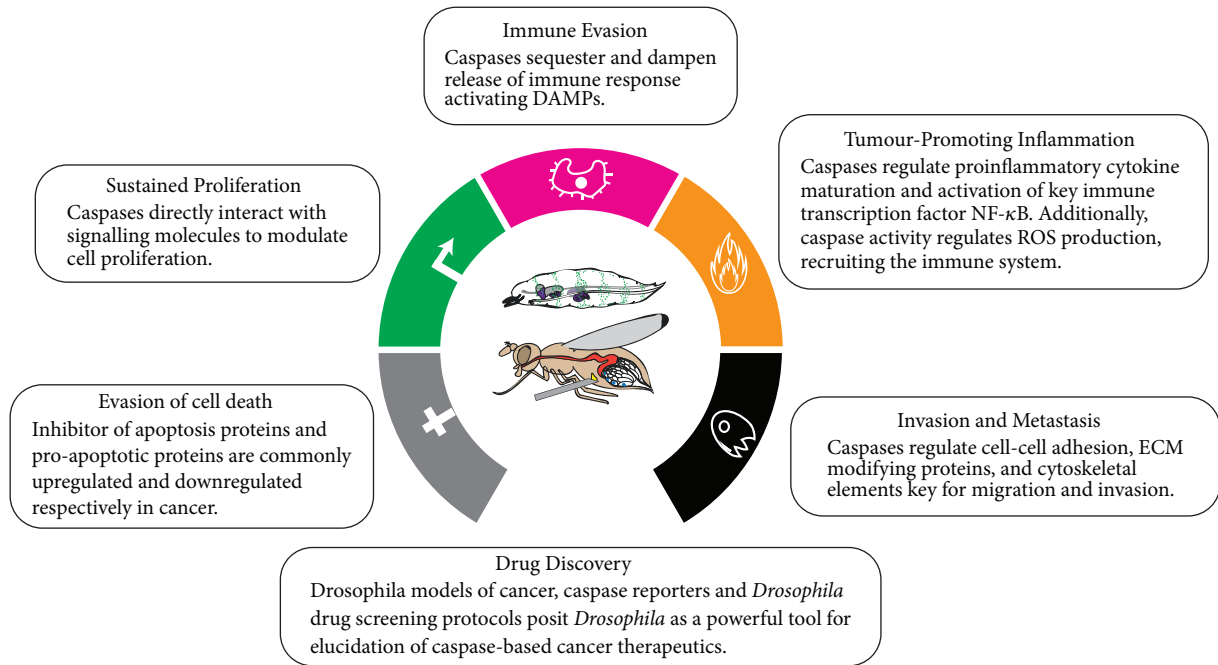 Immune Evasion
Caspases sequester and dampen
release of immune response
activating DAMPs.
Tumour-Promoting Inflammation
Caspases regulate proinflammatory cytokine
maturation and activation of key immune
transcription factor NF-κB. Additionally,
caspase activity regulates ROS production,
recruiting the immune system.
Sustained Proliferation
Caspases directly interact with
signalling molecules to modulate
cell proliferation.
Evasion of cell death
Inhibitor of apoptosis proteins and
pro-apoptotic proteins are commonly
upregulated and downregulated
respectively in cancer.
Invasion and Metastasis
Caspases regulate cell-cell adhesion, ECM
modifying proteins, and cytoskeletal
elements key for migration and invasion.
Drug Discovery
Drosophila models of cancer, caspase reporters and Drosophila
drug screening protocols posit Drosophila as a powerful tool for
elucidation of caspase-based cancer therapeutics.